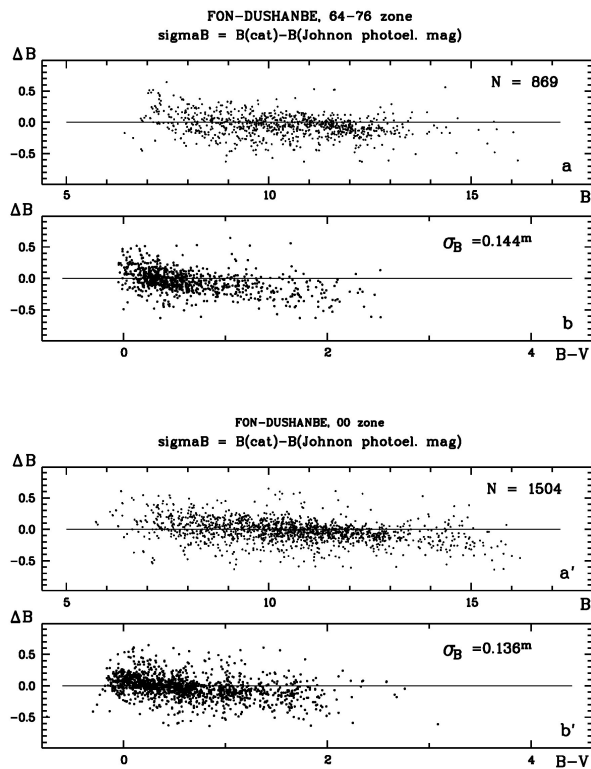 FON-DUSHANBE, 64-76 zone
sigmaB = B(cat)-B(Johnon photoel. mag)
ΔB
N = 869
0.5
0.0
-0.5
a
5
10
15
B
ΔB
σB =0.144m
0.5
0.0
-0.5
b
0
2
4
B-V
FON-DUSHANBE, 00 zone
sigmaB = B(cat)-B(Johnon photoel. mag)
ΔB
N = 1504
0.5
0.0
-0.5
a'
5
10
15
B
ΔB
σB =0.136m
0.5
0.0
-0.5
b'
0
2
4
B-V